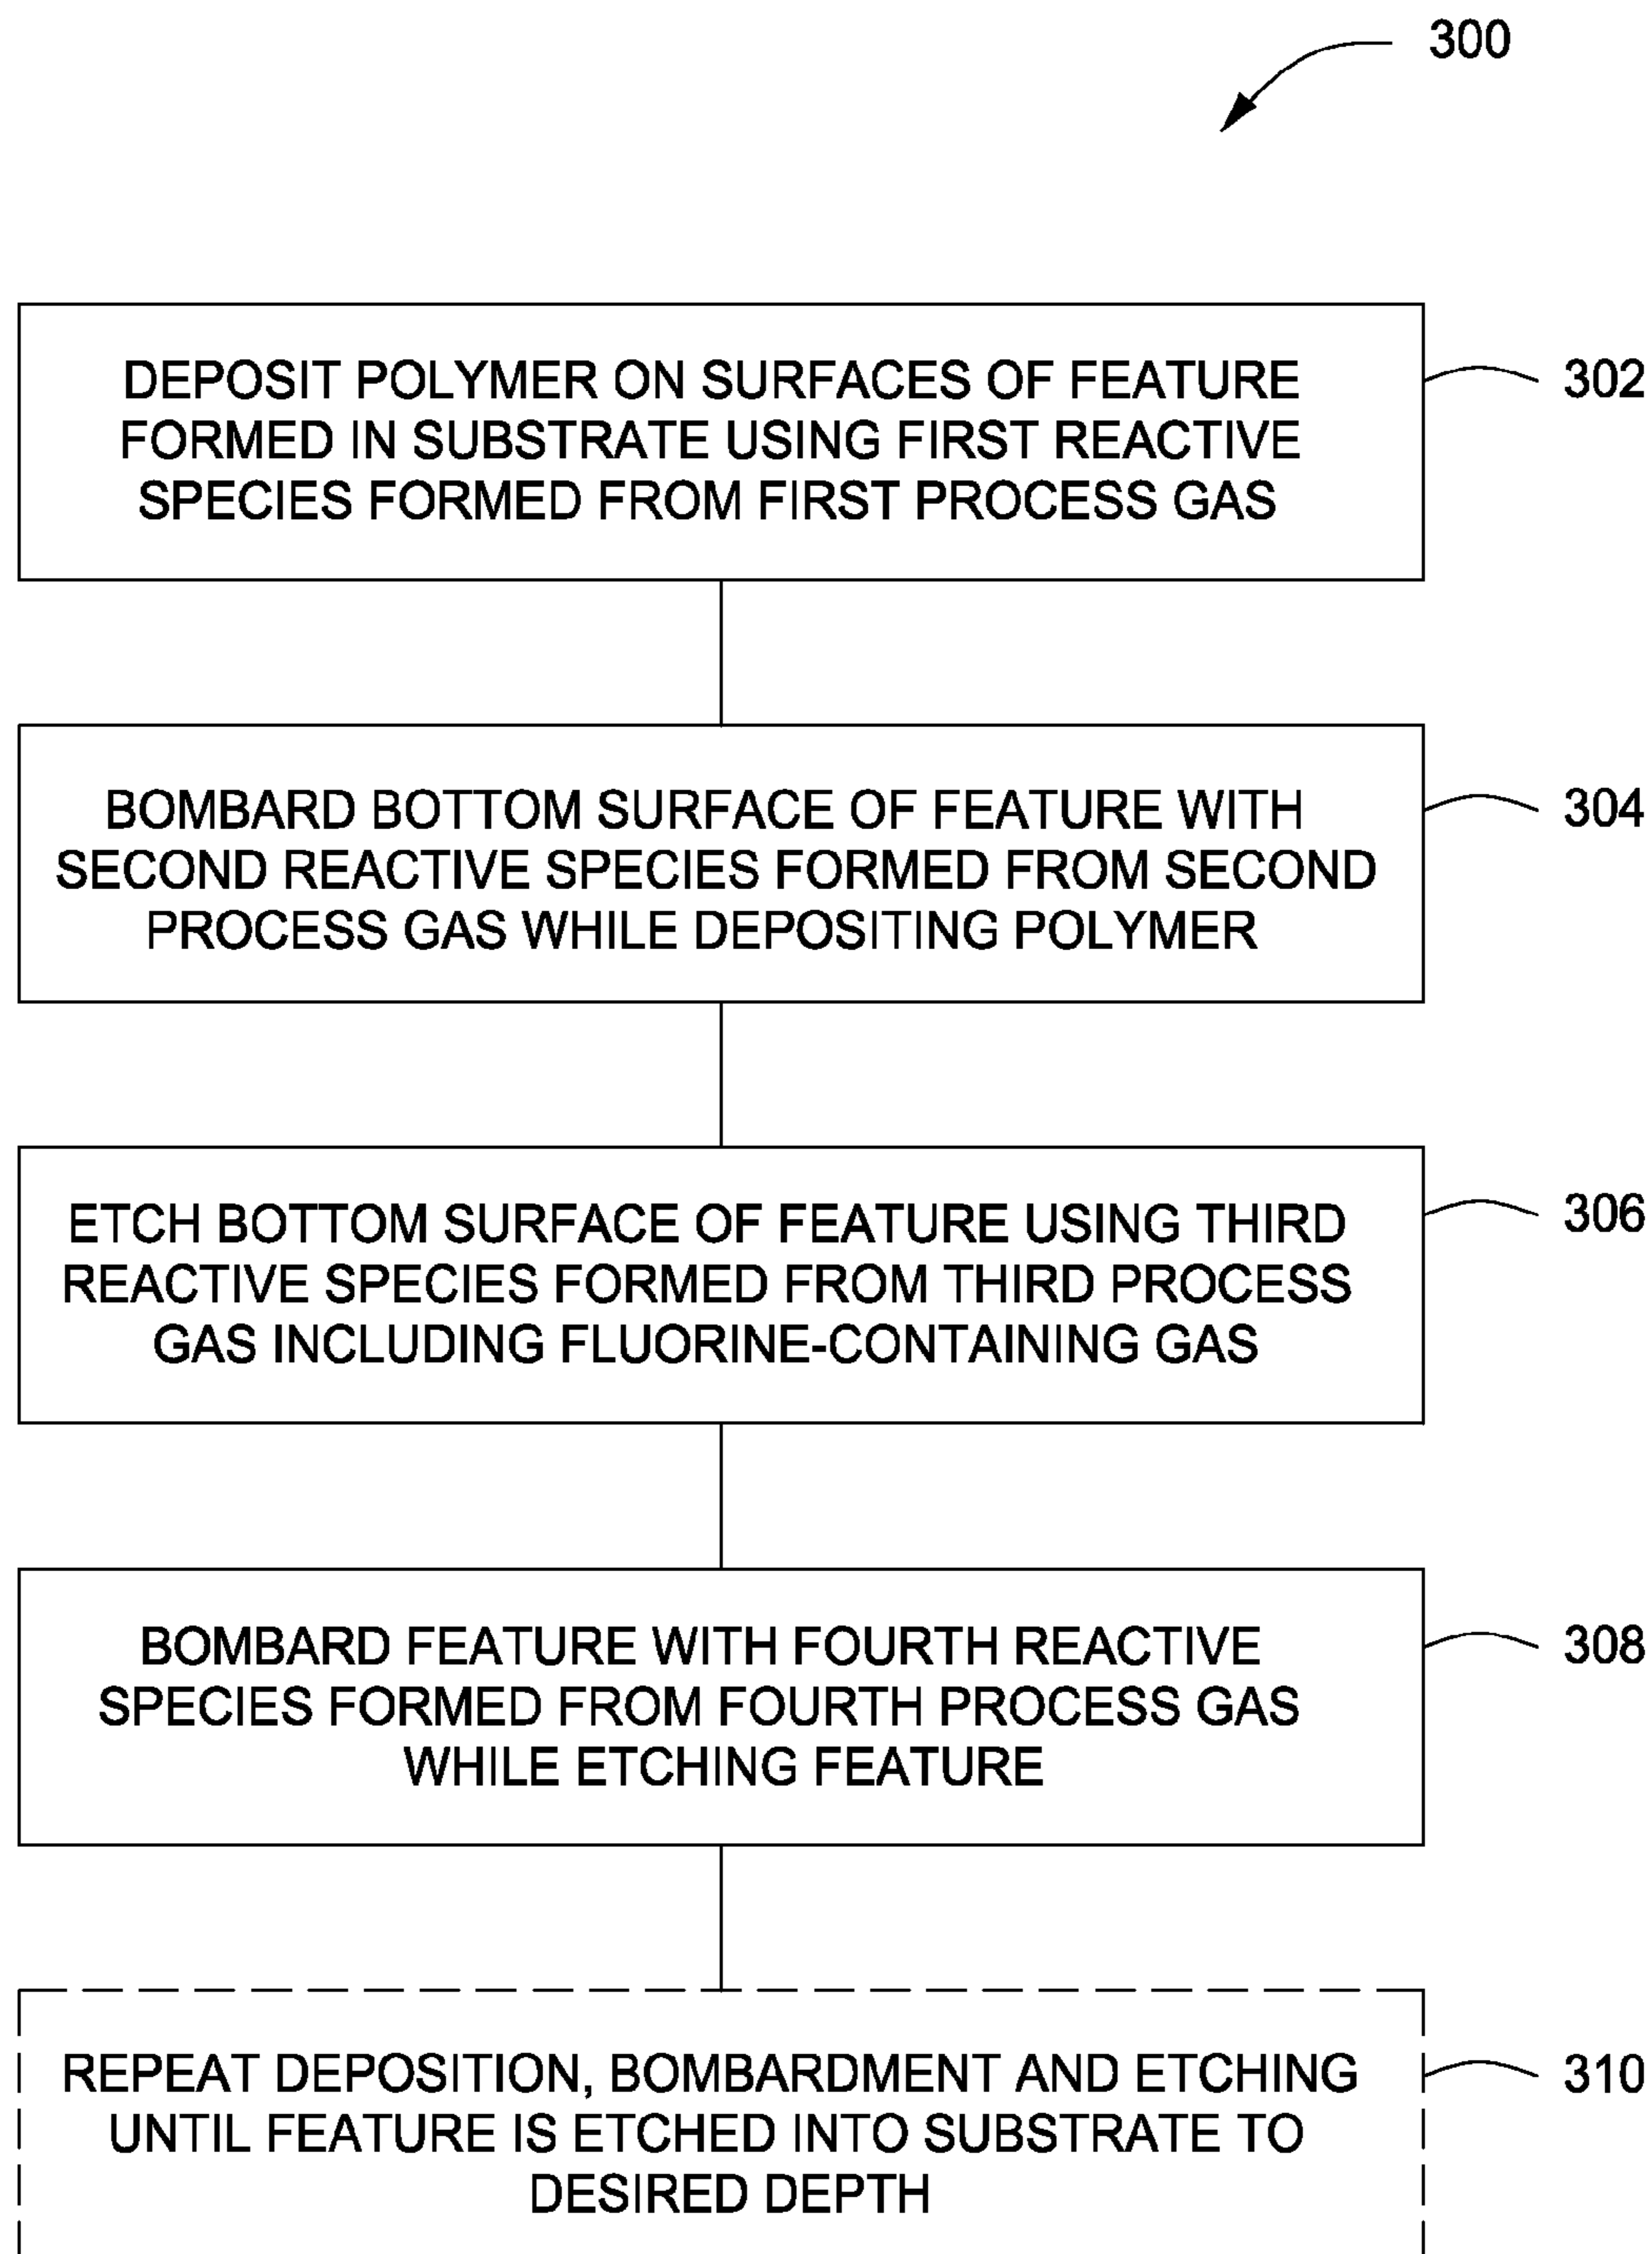 300
DEPOSIT POLYMER ON SURFACES OF FEATURE
FORMED IN SUBSTRATE USING FIRST REACTIVE
SPECIES FORMED FROM FIRST PROCESS GAS
302
BOMBARD BOTTOM SURFACE OF FEATURE WITH
SECOND REACTIVE SPECIES FORMED FROM SECOND
PROCESS GAS WHILE DEPOSITING POLYMER
304
ETCH BOTTOM SURFACE OF FEATURE USING THIRD
REACTIVE SPECIES FORMED FROM THIRD PROCESS
GAS INCLUDING FLUORINE-CONTAINING GAS
306
BOMBARD FEATURE WITH FOURTH REACTIVE
SPECIES FORMED FROM FOURTH PROCESS GAS
WHILE ETCHING FEATURE
308
REPEAT DEPOSITION, BOMBARDMENT AND ETCHING
UNTIL FEATURE IS ETCHED INTO SUBSTRATE TO
DESIRED DEPTH
310